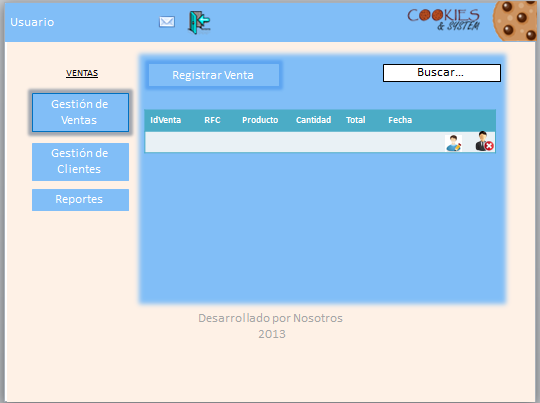 Usuario
COOKIES
& SYSTEM
VENTAS
Registrar Venta
Buscar...
Gestión de
Ventas
IdVenta RFC Producto Cantidad Total Fecha
Gestión de
Clientes
Reportes
Desarrollado por Nosotros
2013